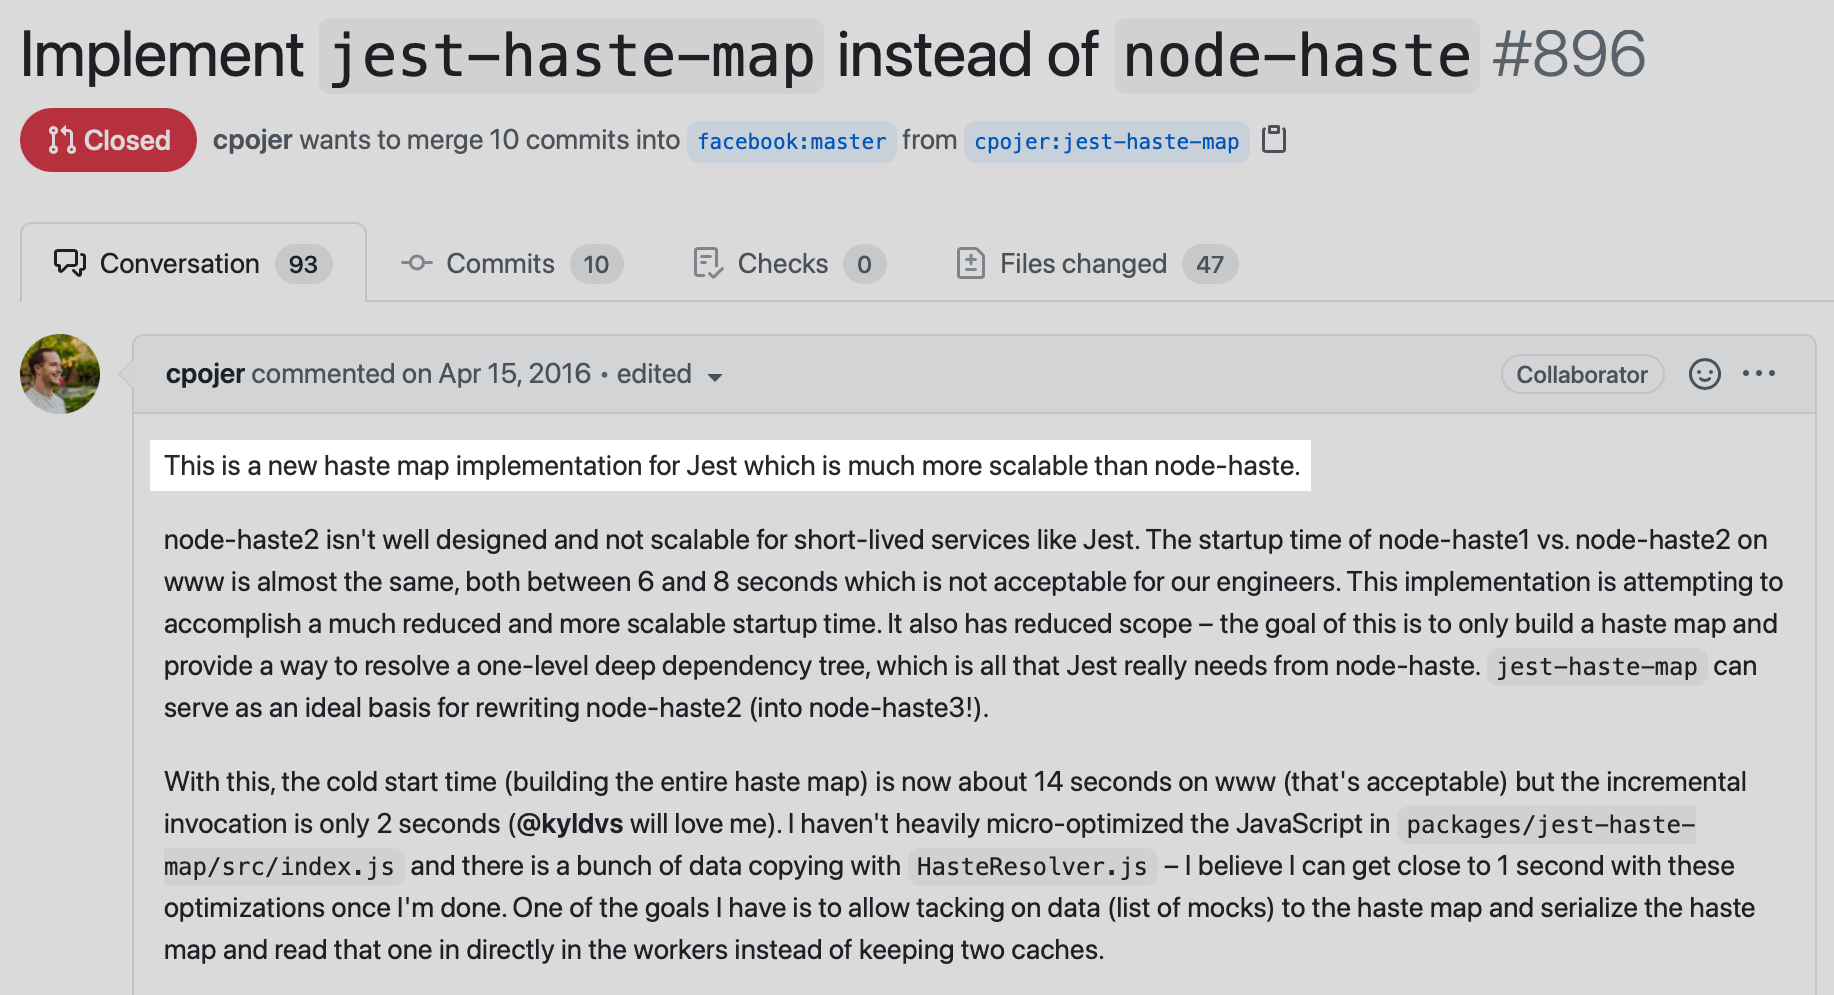 Implement jest-haste-map instead of node-haste #896
Closed cpojer wants to merge 10 commits into facebook:master from cpojer:jest-haste-map
Conversation 93 Commits 10 Checks 0 Files changed 47
cpojer commented on Apr 15, 2016 • edited Collaborator
This is a new haste map implementation for Jest which is much more scalable than node-haste.
node-haste2 isn't well designed and not scalable for short-lived services like Jest. The startup time of node-haste1 vs. node-haste2 on
www is almost the same, both between 6 and 8 seconds which is not acceptable for our engineers. This implementation is attempting to
accomplish a much reduced and more scalable startup time. It also has reduced scope – the goal of this is to only build a haste map and
provide a way to resolve a one-level deep dependency tree, which is all that Jest really needs from node-haste. jest-haste-map can
serve as an ideal basis for rewriting node-haste2 (into node-haste3!).
With this, the cold start time (building the entire haste map) is now about 14 seconds on www (that's acceptable) but the incremental
invocation is only 2 seconds (@kyldvs will love me). I haven't heavily micro-optimized the JavaScript in packages/jest-haste-
map/src/index.js and there is a bunch of data copying with HasteResolver.js – I believe I can get close to 1 second with these
optimizations once I'm done. One of the goals I have is to allow tacking on data (list of mocks) to the haste map and serialize the haste
map and read that one in directly in the workers instead of keeping two caches.